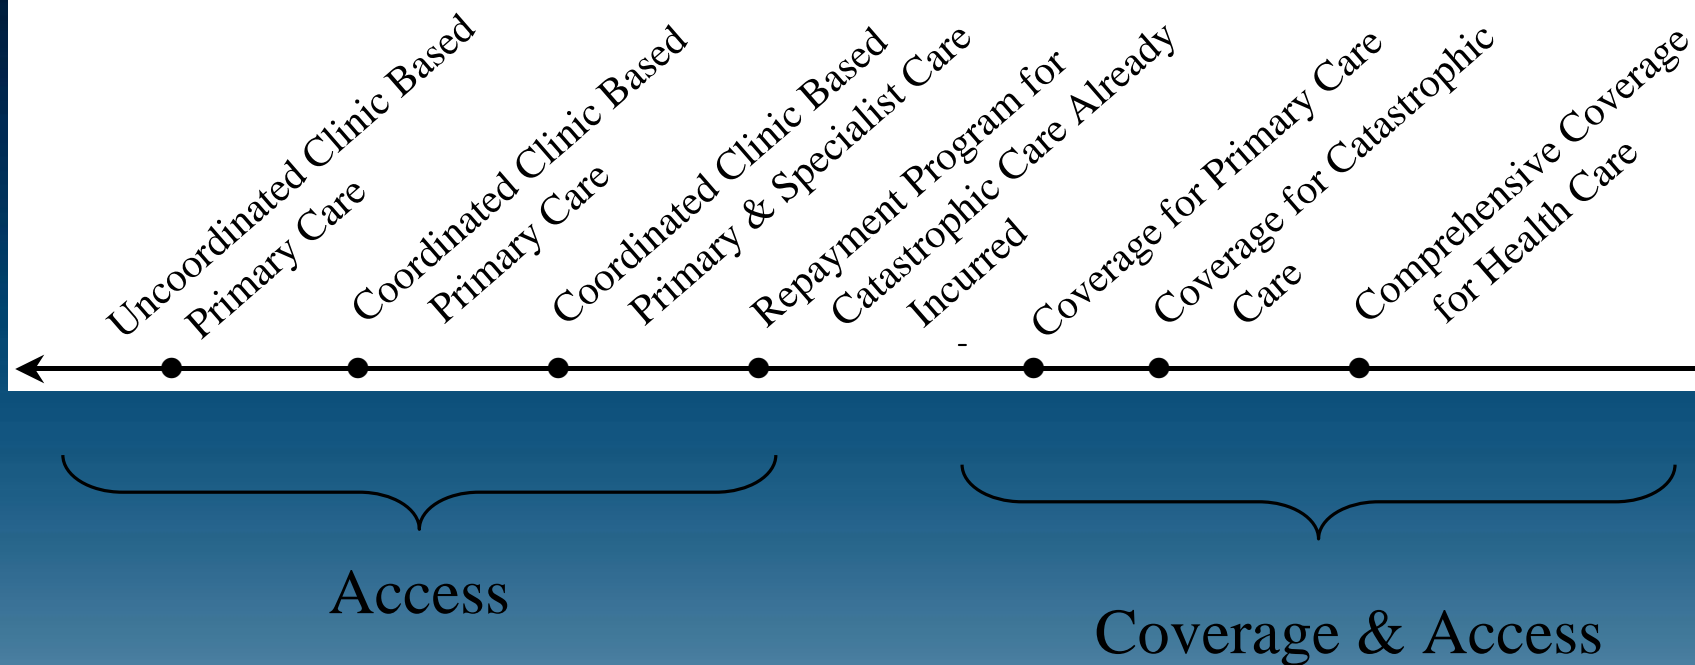 Uncoordinated Clinic Based
Primary Care
Coordinated Clinic Based
Primary Care
Coordinated Clinic Based
Primary & Specialist Care
Repayment Program for
Catastrophic Care Already
Incurred
Coverage for Primary Care
Coverage for Catastrophic
Care
Comprehensive Coverage
for Health Care
Access
Coverage & Access